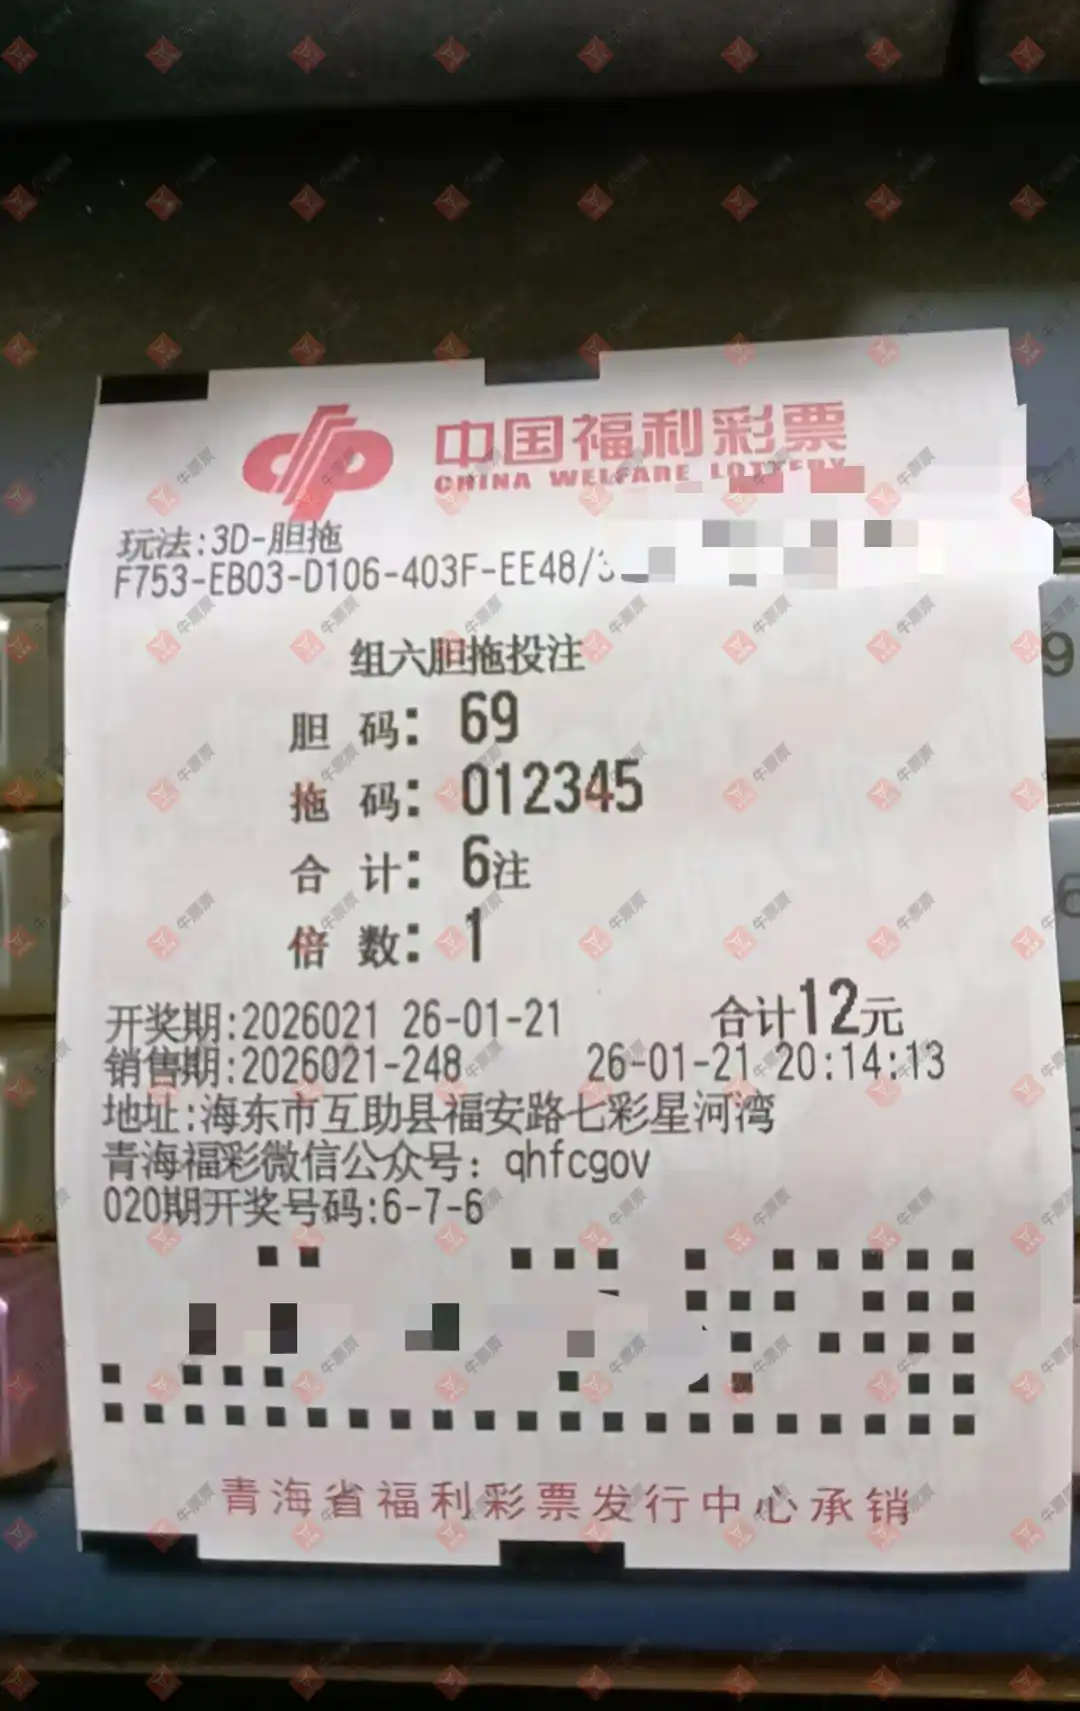 中国福利彩票
CHINA WELFARE LOTTERY
玩法:3D-胆拖
F753-EB03-D106-403F-EE48/3
组六胆拖投注
胆 码: 69
拖 码: 012345
合 计: 6注
倍 数: 1
开奖期:2026021 26-01-21 合计12元
销售期:2026021-248 26-01-21 20:14:13
地址:海东市互助县福安路七彩星河湾
青海福彩微信公众号: qhfcgov
020期开奖号码:6-7-6
青海省福利彩票发行中心承销
牛票票